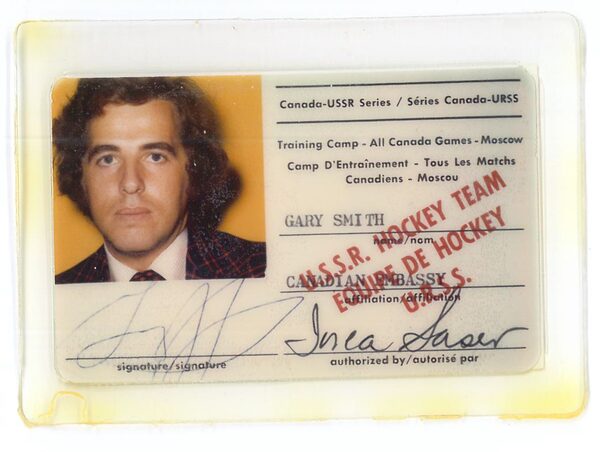 Canada-USSR Series / Séries Canada-URSS
Training Camp - All Canada Games - Moscow
Camp D'Entraînement - Tous Les Matchs
Canadiens - Moscou
GARY SMITH
name/nom
U.S.S.R. HOCKEY TEAM
EQUIPE DE HOCKEY
U.R.S.S.
CANADIAN EMBASSY
affiliation/affiliation
signature/signature
authorized by/autorisé par